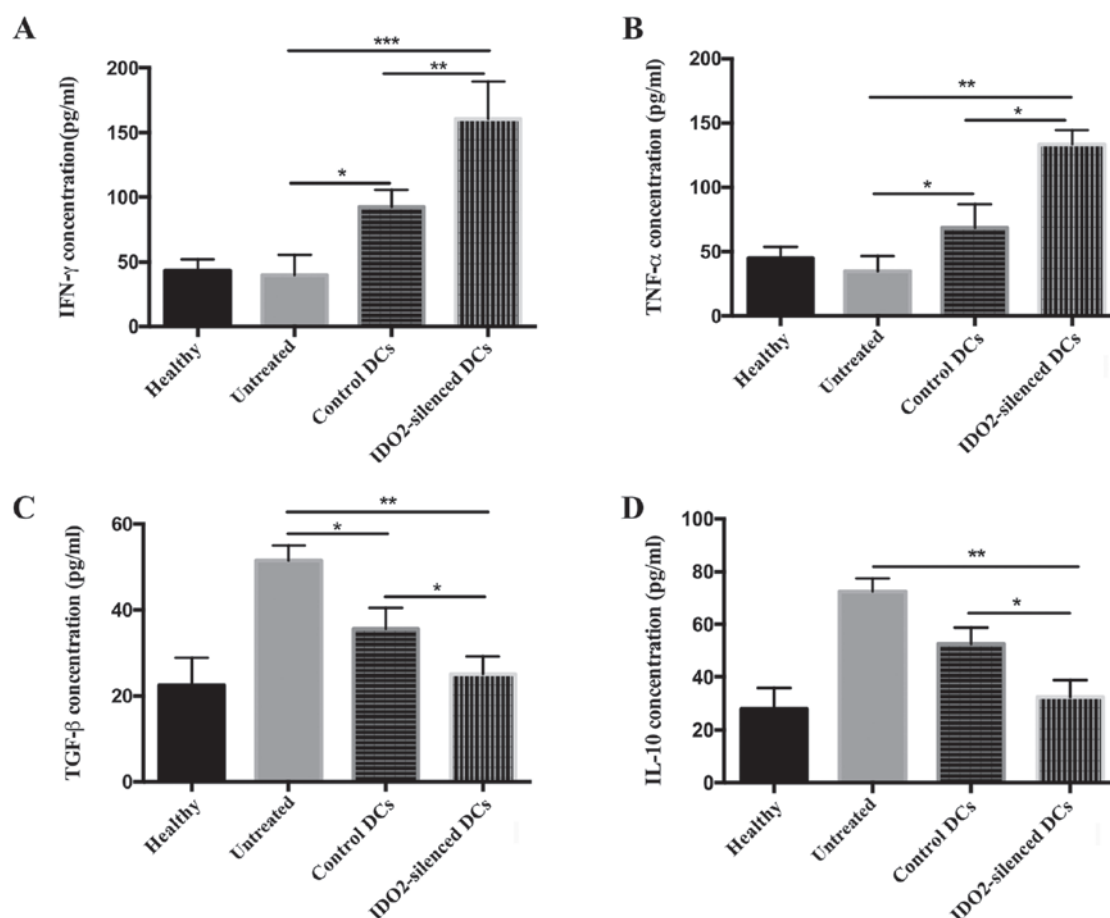 A
IFN-γ concentration(pg/ml)
200
150
100
50
0
***
**
*
Healthy
Untreated
Control DCs
IDO2-silenced DCs
B
TNF-α concentration (pg/ml)
200
150
100
50
0
**
*
*
Healthy
Untreated
Control DCs
IDO2-silenced DCs
C
TGF-β concentration (pg/ml)
60
40
20
0
**
*
*
Healthy
Untreated
Control DCs
IDO2-silenced DCs
D
IL-10 concentration (pg/ml)
100
80
60
40
20
0
**
*
Healthy
Untreated
Control DCs
IDO2-silenced DCs